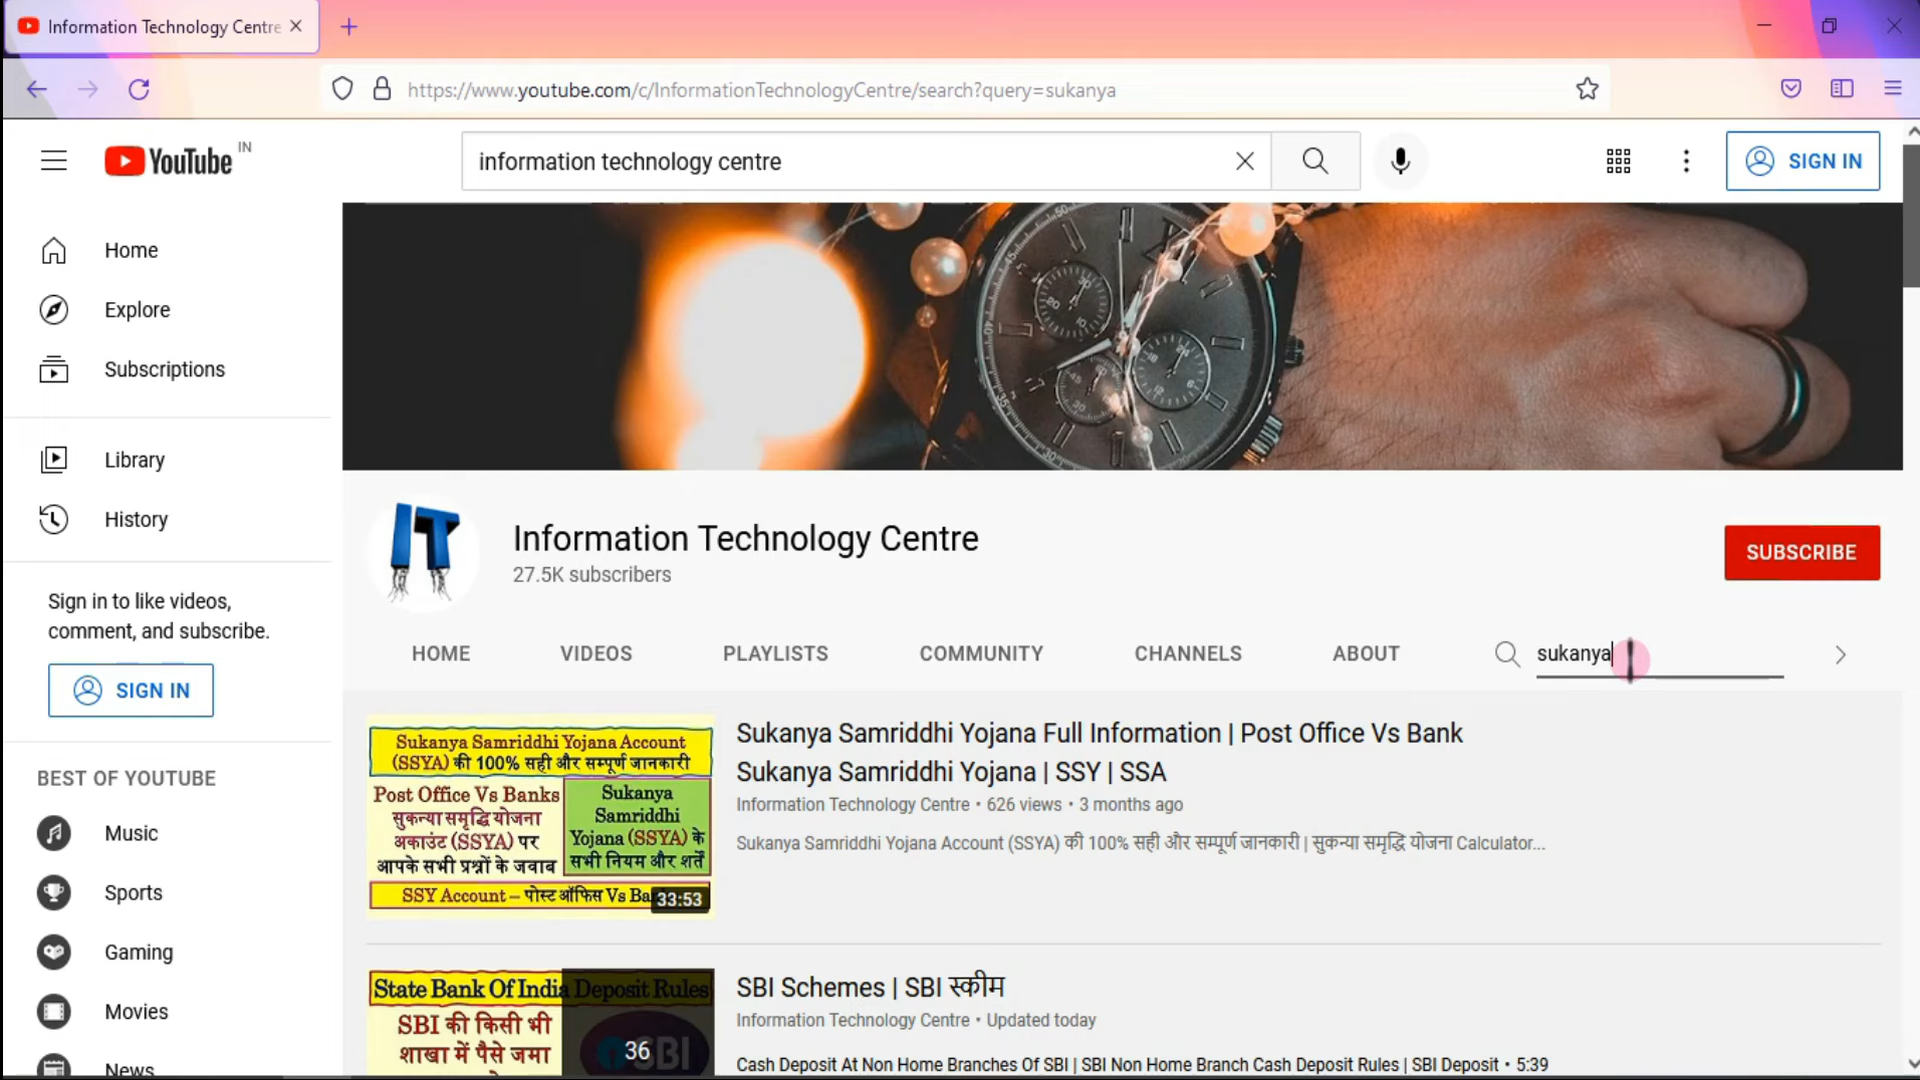 Information Technology Centre
https://www.youtube.com/c/InformationTechnologyCentre/search?query=sukanya
YouTube IN
information technology centre
SIGN IN
Home
Explore
Subscriptions
Library
History
Sign in to like videos,
comment, and subscribe.
SIGN IN
BEST OF YOUTUBE
Music
Sports
Gaming
Movies
News
IT
Information Technology Centre
27.5K subscribers
SUBSCRIBE
HOME VIDEOS PLAYLISTS COMMUNITY CHANNELS ABOUT sukanya
Sukanya Samriddhi Yojana Account
(SSYA) की 100% सही और सम्पूर्ण जानकारी
Post Office Vs Banks
सुकन्या समृद्धि योजना
अकाउंट (SSYA) पर
आपके सभी प्रश्नों के जवाब
Sukanya
Samriddhi
Yojana (SSYA) के
सभी नियम और शर्तें
SSY Account – पोस्ट ऑफिस Vs Ba
33:53
Sukanya Samriddhi Yojana Full Information | Post Office Vs Bank
Sukanya Samriddhi Yojana | SSY | SSA
Information Technology Centre • 626 views • 3 months ago
Sukanya Samriddhi Yojana Account (SSYA) की 100% सही और सम्पूर्ण जानकारी | सुकन्या समृद्धि योजना Calculator...
State Bank Of India Deposit Rules
SBI की किसी भी
शाखा में पैसे जमा
36
SBI
SBI Schemes | SBI स्कीम
Information Technology Centre • Updated today
Cash Deposit At Non Home Branches Of SBI | SBI Non Home Branch Cash Deposit Rules | SBI Deposit • 5:39